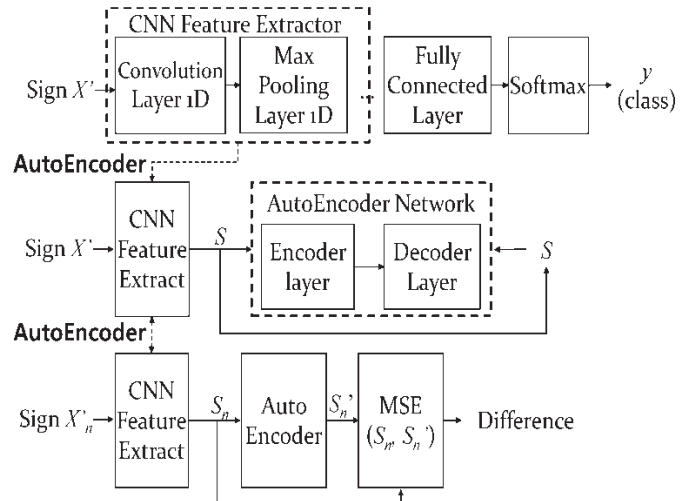 CNN Feature Extractor
Sign X'
Convolution
Layer 1D
Max
Pooling
Layer 1D
Fully
Connected
Layer
Softmax
y
(class)
AutoEncoder
Sign X'
CNN
Feature
Extract
S
AutoEncoder Network
Encoder
layer
Decoder
Layer
S
AutoEncoder
Sign X'n
CNN
Feature
Extract
Sn
Auto
Encoder
Sn'
MSE
(Sn, Sn')
Difference